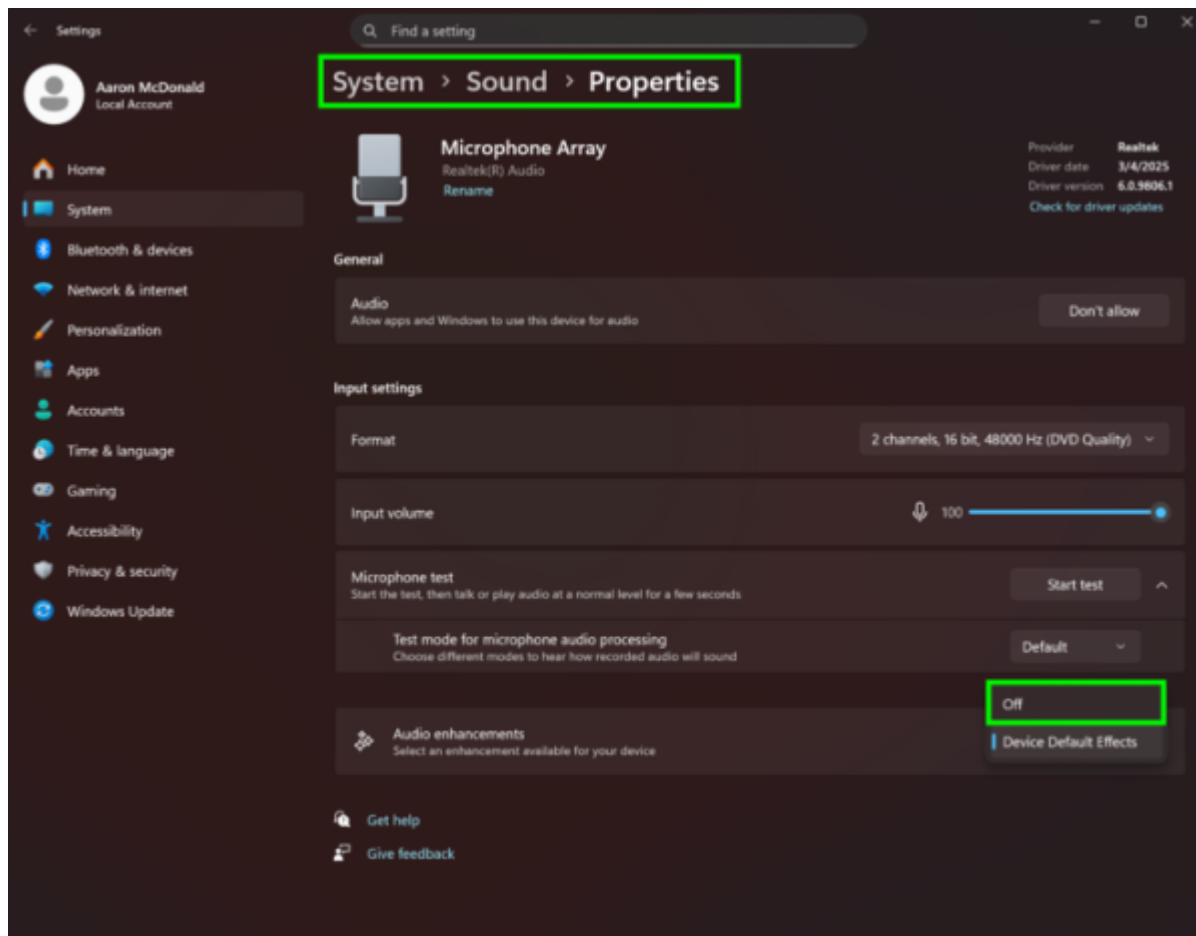 Settings
Find a setting
Aaron McDonald
Local Account
Home
System
Bluetooth & devices
Network & internet
Personalization
Apps
Accounts
Time & language
Gaming
Accessibility
Privacy & security
Windows Update
System > Sound > Properties
Microphone Array
Realtek(R) Audio
Rename
Provider Realtek
Driver date 3/4/2025
Driver version 6.0.9806.1
Check for driver updates
General
Audio
Allow apps and Windows to use this device for audio
Don't allow
Input settings
Format
2 channels, 16 bit, 48000 Hz (DVD Quality)
Input volume
100
Microphone test
Start the test, then talk or play audio at a normal level for a few seconds
Start test
Test mode for microphone audio processing
Choose different modes to hear how recorded audio will sound
Default
Audio enhancements
Select an enhancement available for your device
Off
Device Default Effects
Get help
Give feedback